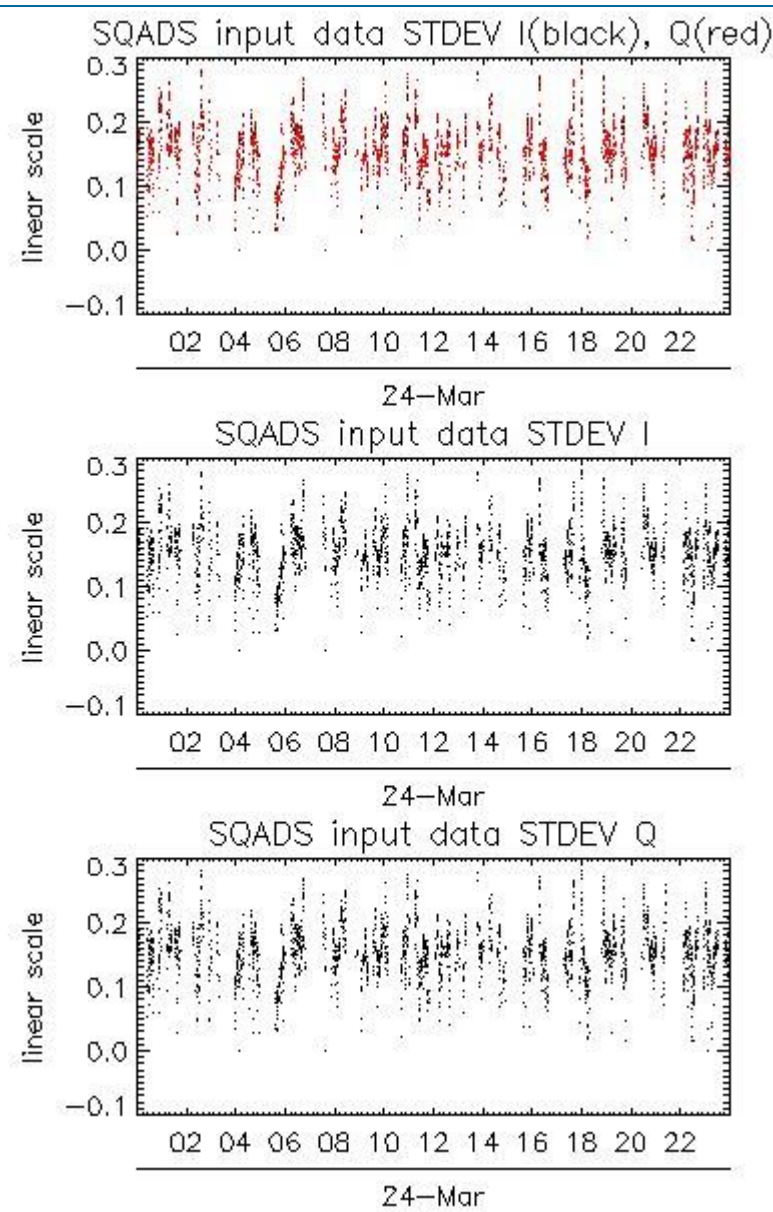 SQADS input data STDEV I(black), Q(red)
0.3
0.2
0.1
0.0
−0.1
linear scale
02 04 06 08 10 12 14 16 18 20 22
24−Mar
SQADS input data STDEV I
0.3
0.2
0.1
0.0
−0.1
linear scale
02 04 06 08 10 12 14 16 18 20 22
24−Mar
SQADS input data STDEV Q
0.3
0.2
0.1
0.0
−0.1
linear scale
02 04 06 08 10 12 14 16 18 20 22
24−Mar